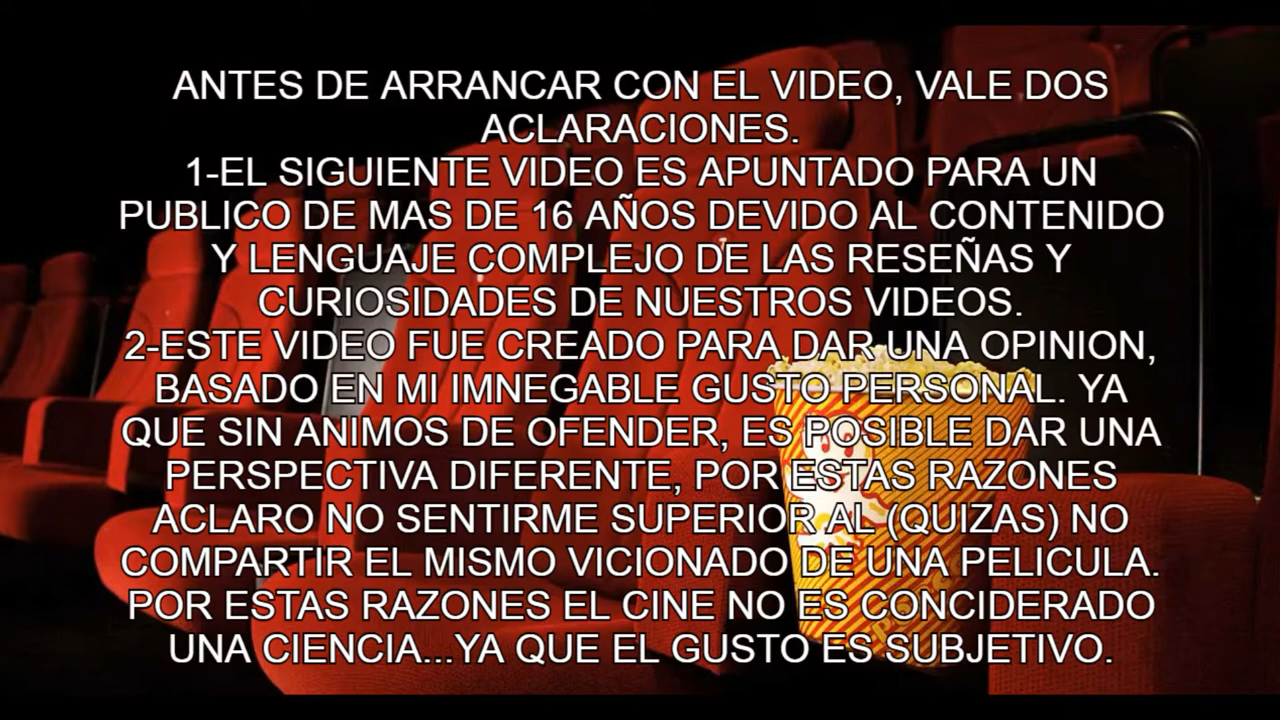 ANTES DE ARRANCAR CON EL VIDEO, VALE DOS
ACLARACIONES.
1-EL SIGUIENTE VIDEO ES APUNTADO PARA UN
PUBLICO DE MAS DE 16 AÑOS DEVIDO AL CONTENIDO
Y LENGUAJE COMPLEJO DE LAS RESEÑAS Y
CURIOSIDADES DE NUESTROS VIDEOS.
2-ESTE VIDEO FUE CREADO PARA DAR UNA OPINION,
BASADO EN MI IMNEGABLE GUSTO PERSONAL. YA
QUE SIN ANIMOS DE OFENDER, ES POSIBLE DAR UNA
PERSPECTIVA DIFERENTE, POR ESTAS RAZONES
ACLARO NO SENTIRME SUPERIOR AL (QUIZAS) NO
COMPARTIR EL MISMO VICIONADO DE UNA PELICULA.
POR ESTAS RAZONES EL CINE NO ES CONCIDERADO
UNA CIENCIA...YA QUE EL GUSTO ES SUBJETIVO.